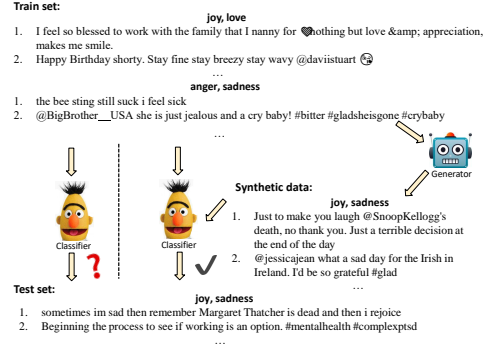 Train set:
joy, love
1. I feel so blessed to work with the family that I nanny for 💓nothing but love &amp; appreciation,
makes me smile.
2. Happy Birthday shorty. Stay fine stay breezy stay wavy @daviistuart 😘
…
anger, sadness
1. the bee sting still suck i feel sick
2. @BigBrother__USA she is just jealous and a cry baby! #bitter #gladsheisgone #crybaby
…
Generator
Synthetic data:
joy, sadness
1. Just to make you laugh @SnoopKellogg's
death, no thank you. Just a terrible decision at
the end of the day
2. @jessicajean what a sad day for the Irish in
Ireland. I'd be so grateful #glad
…
Classifier
Classifier
?
Test set:
joy, sadness
1. sometimes im sad then remember Margaret Thatcher is dead and then i rejoice
2. Beginning the process to see if working is an option. #mentalhealth #complexptsd
…